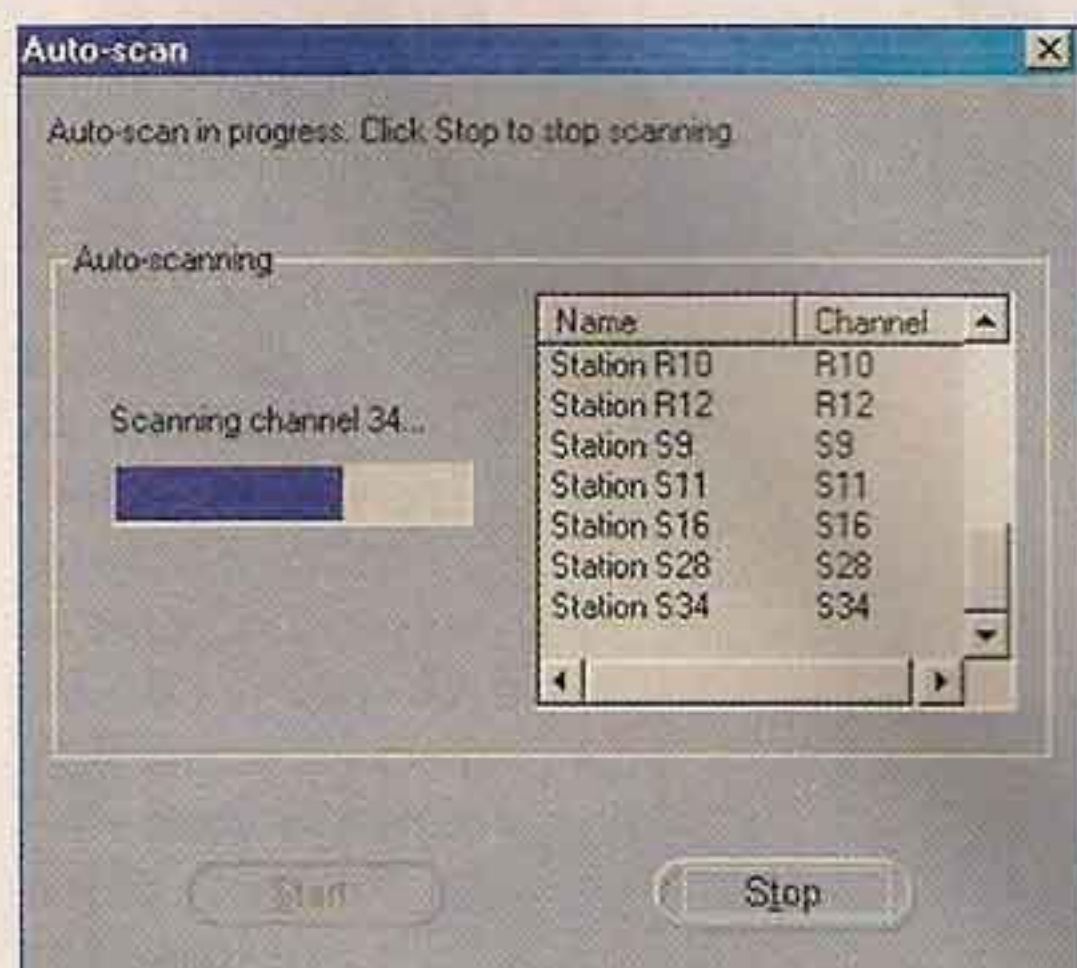 Auto-scan
Auto-scan in progress. Click Stop to stop scanning.
Auto-scanning
Scanning channel 34...
Name Channel
Station R10 R10
Station R12 R12
Station S9 S9
Station S11 S11
Station S16 S16
Station S28 S28
Station S34 S34
Start Stop